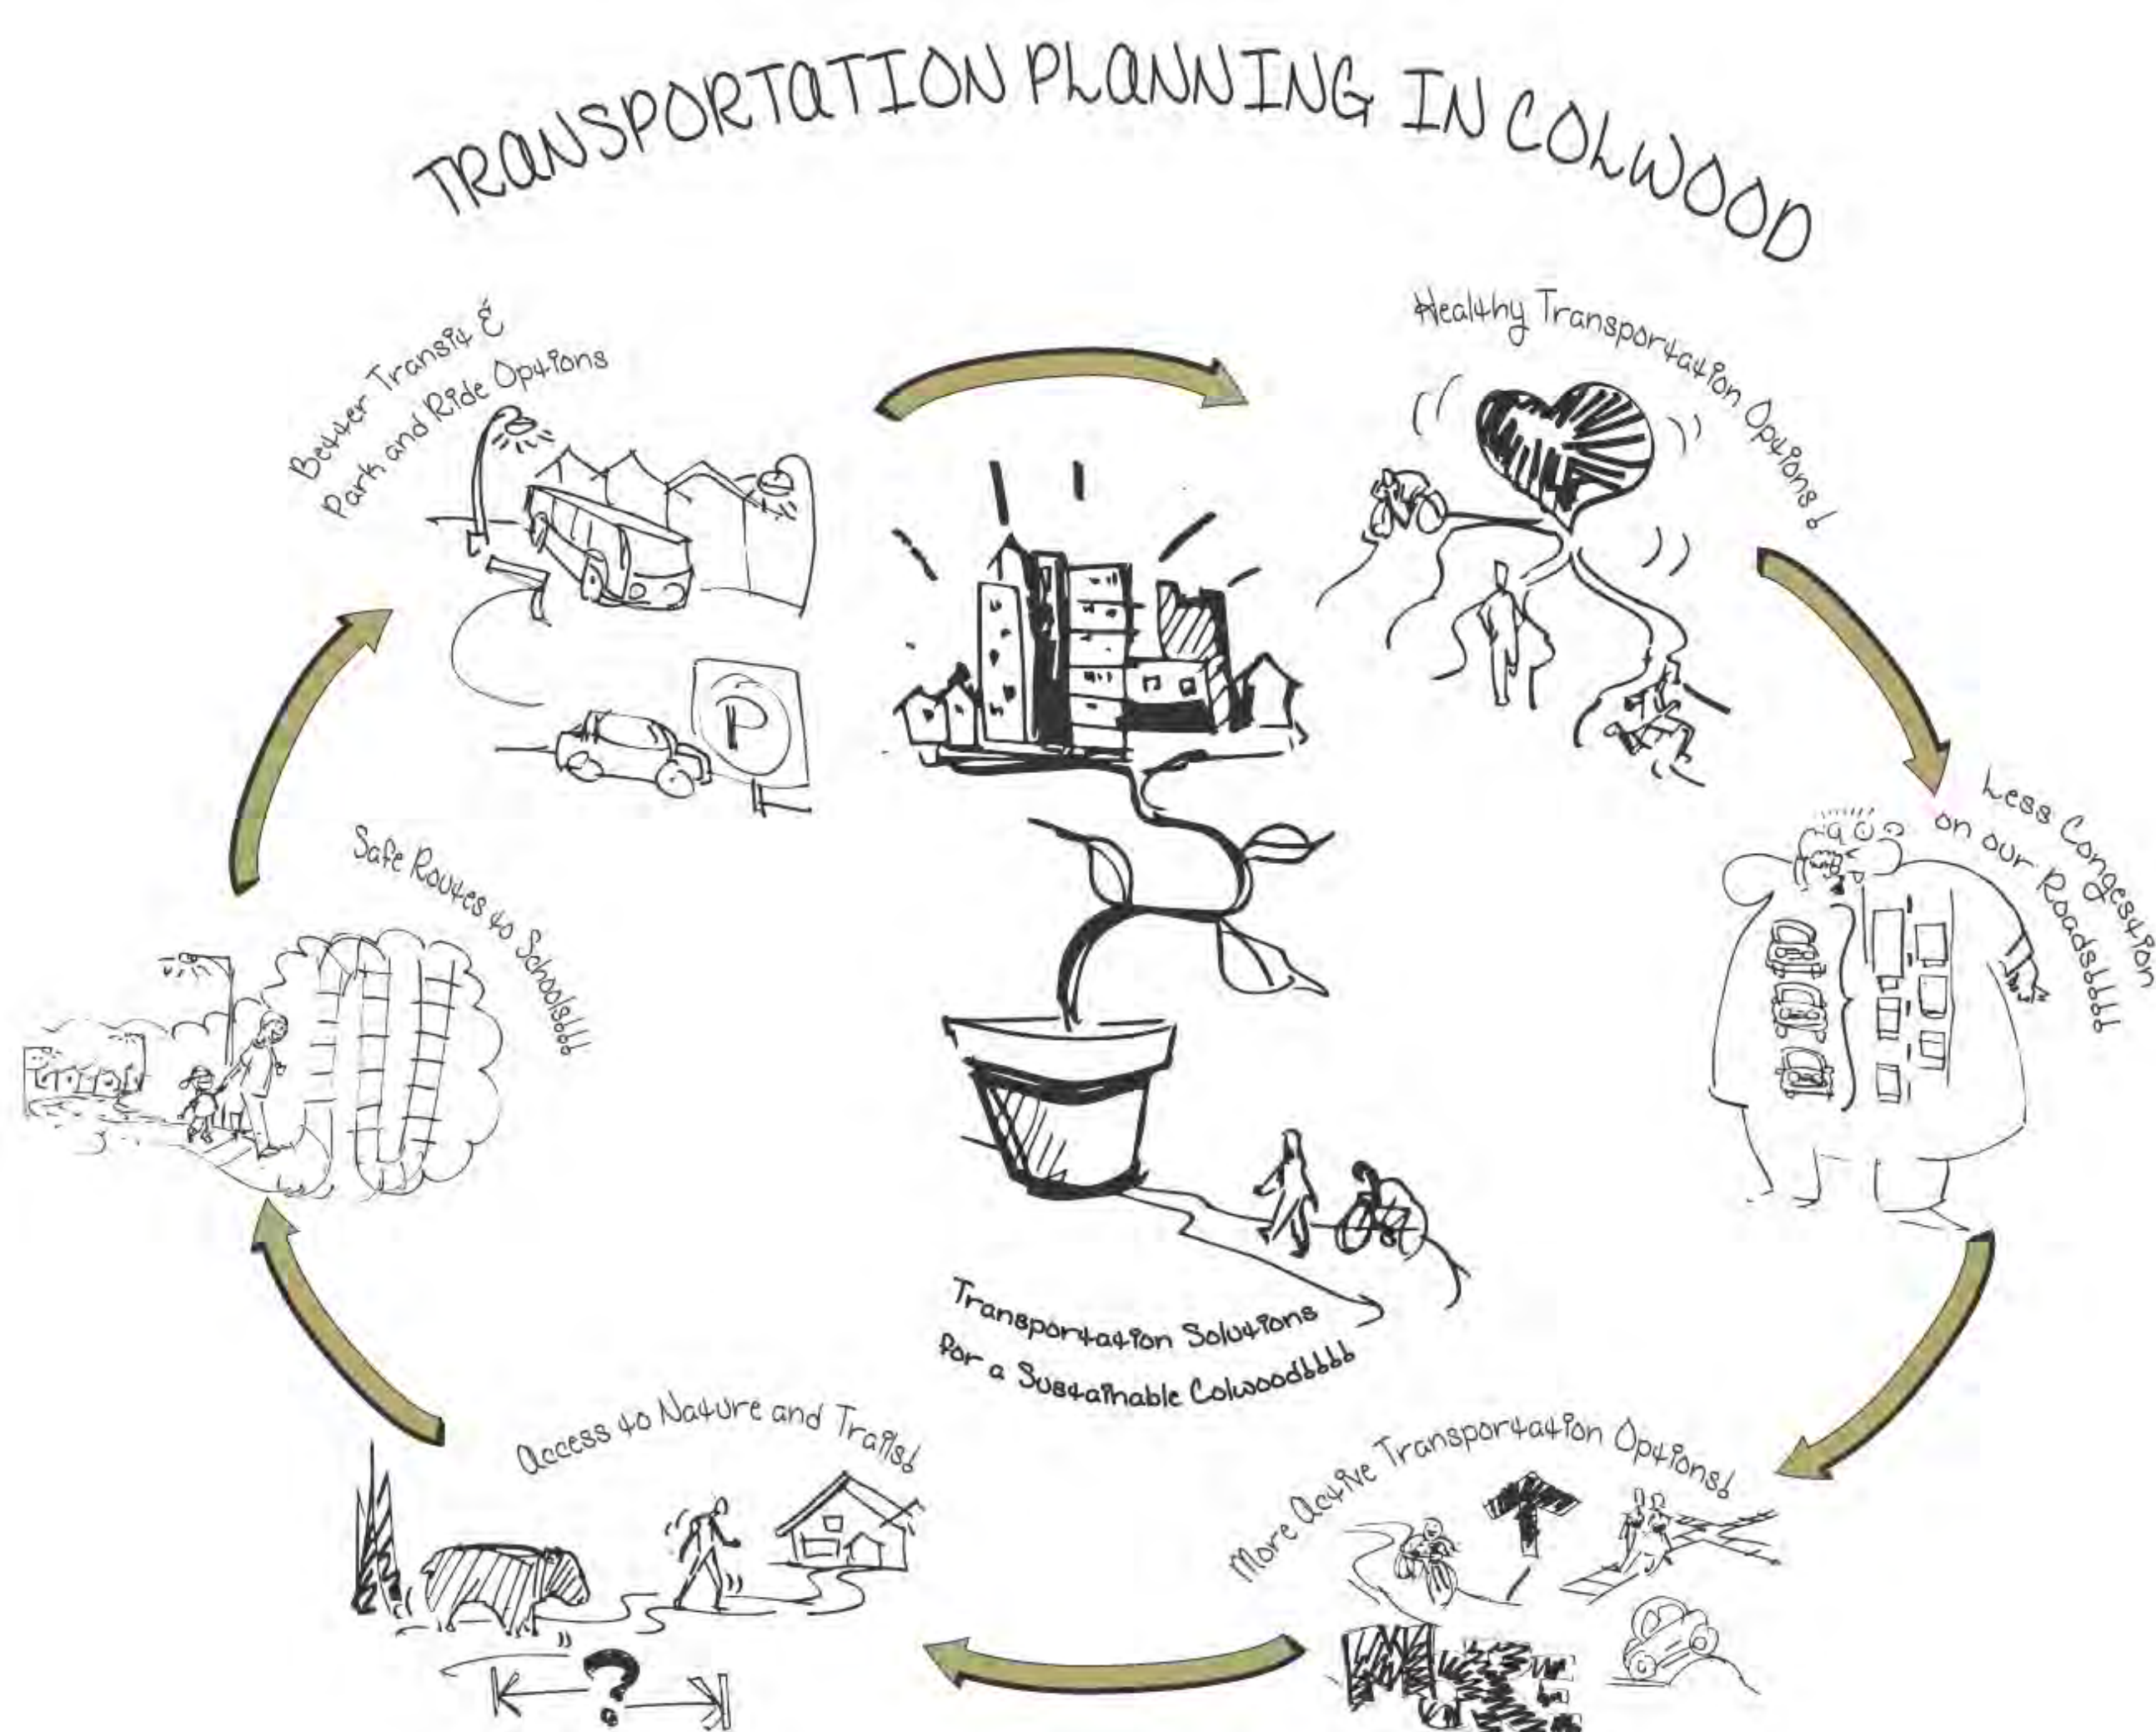 TRANSPORTATION PLANNING IN COLWOOD
Better Transit &
Park and Ride Options
P
Healthy Transportation Options!
Less Congestion
on our Roads!!!!
Safe Routes to Schools!!!
Transportation Solutions
for a Sustainable Colwood!!!!
Access to Nature and Trails!
?
More Active Transportation Options!
MORE